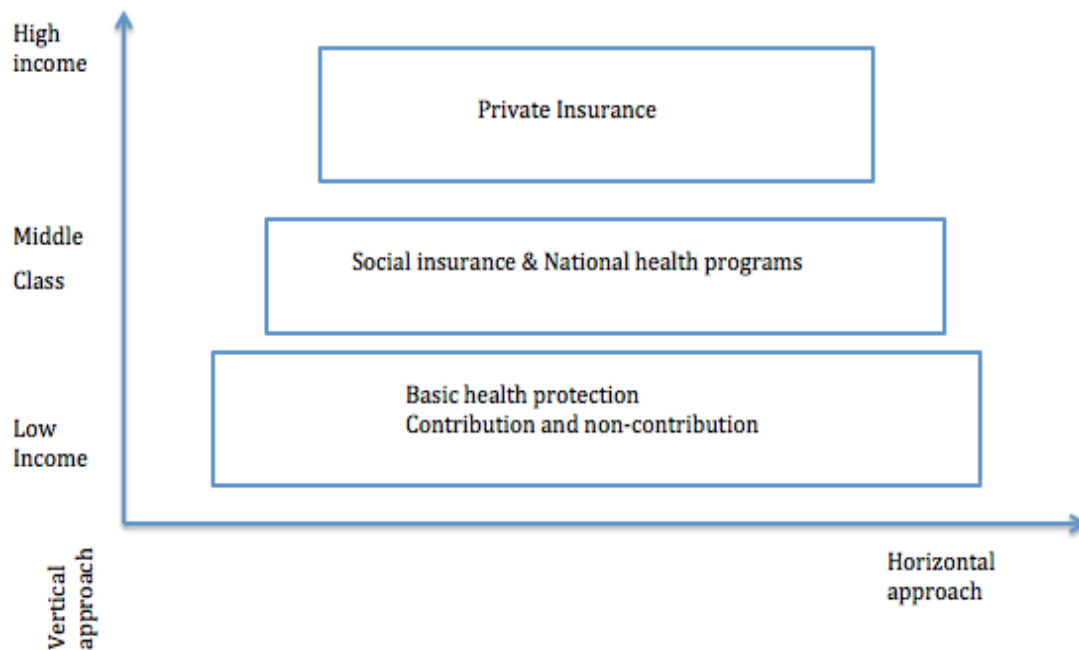 High
income
Private Insurance
Middle
Class
Social insurance & National health programs
Basic health protection
Contribution and non-contribution
Low
Income
Vertical
approach
Horizontal
approach